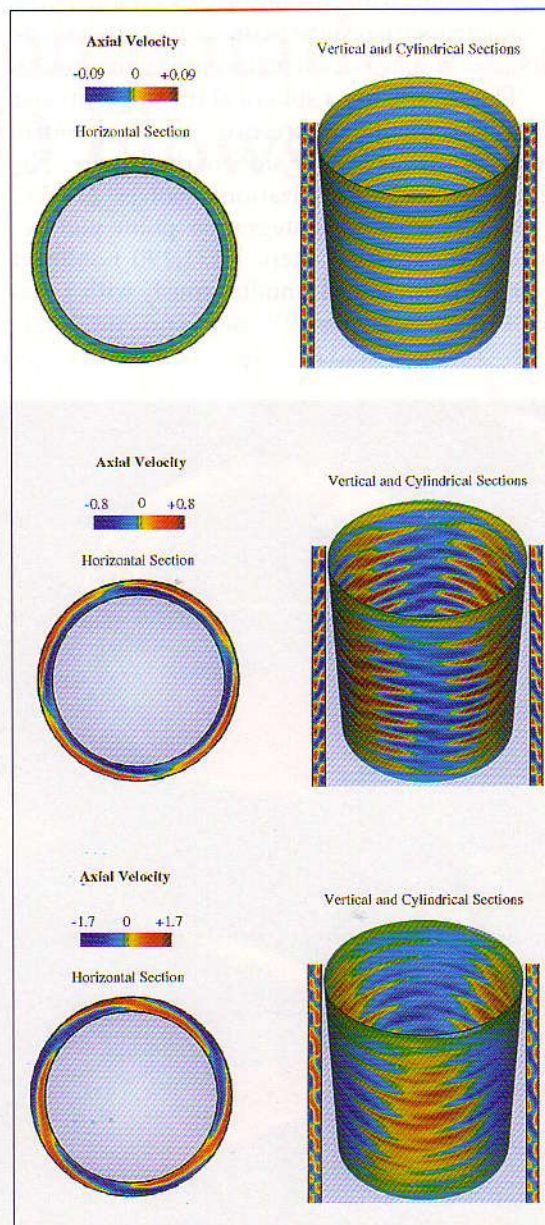 Axial Velocity
-0.09 0 +0.09
Horizontal Section
Vertical and Cylindrical Sections
Axial Velocity
-0.8 0 +0.8
Horizontal Section
Vertical and Cylindrical Sections
Axial Velocity
-1.7 0 +1.7
Horizontal Section
Vertical and Cylindrical Sections